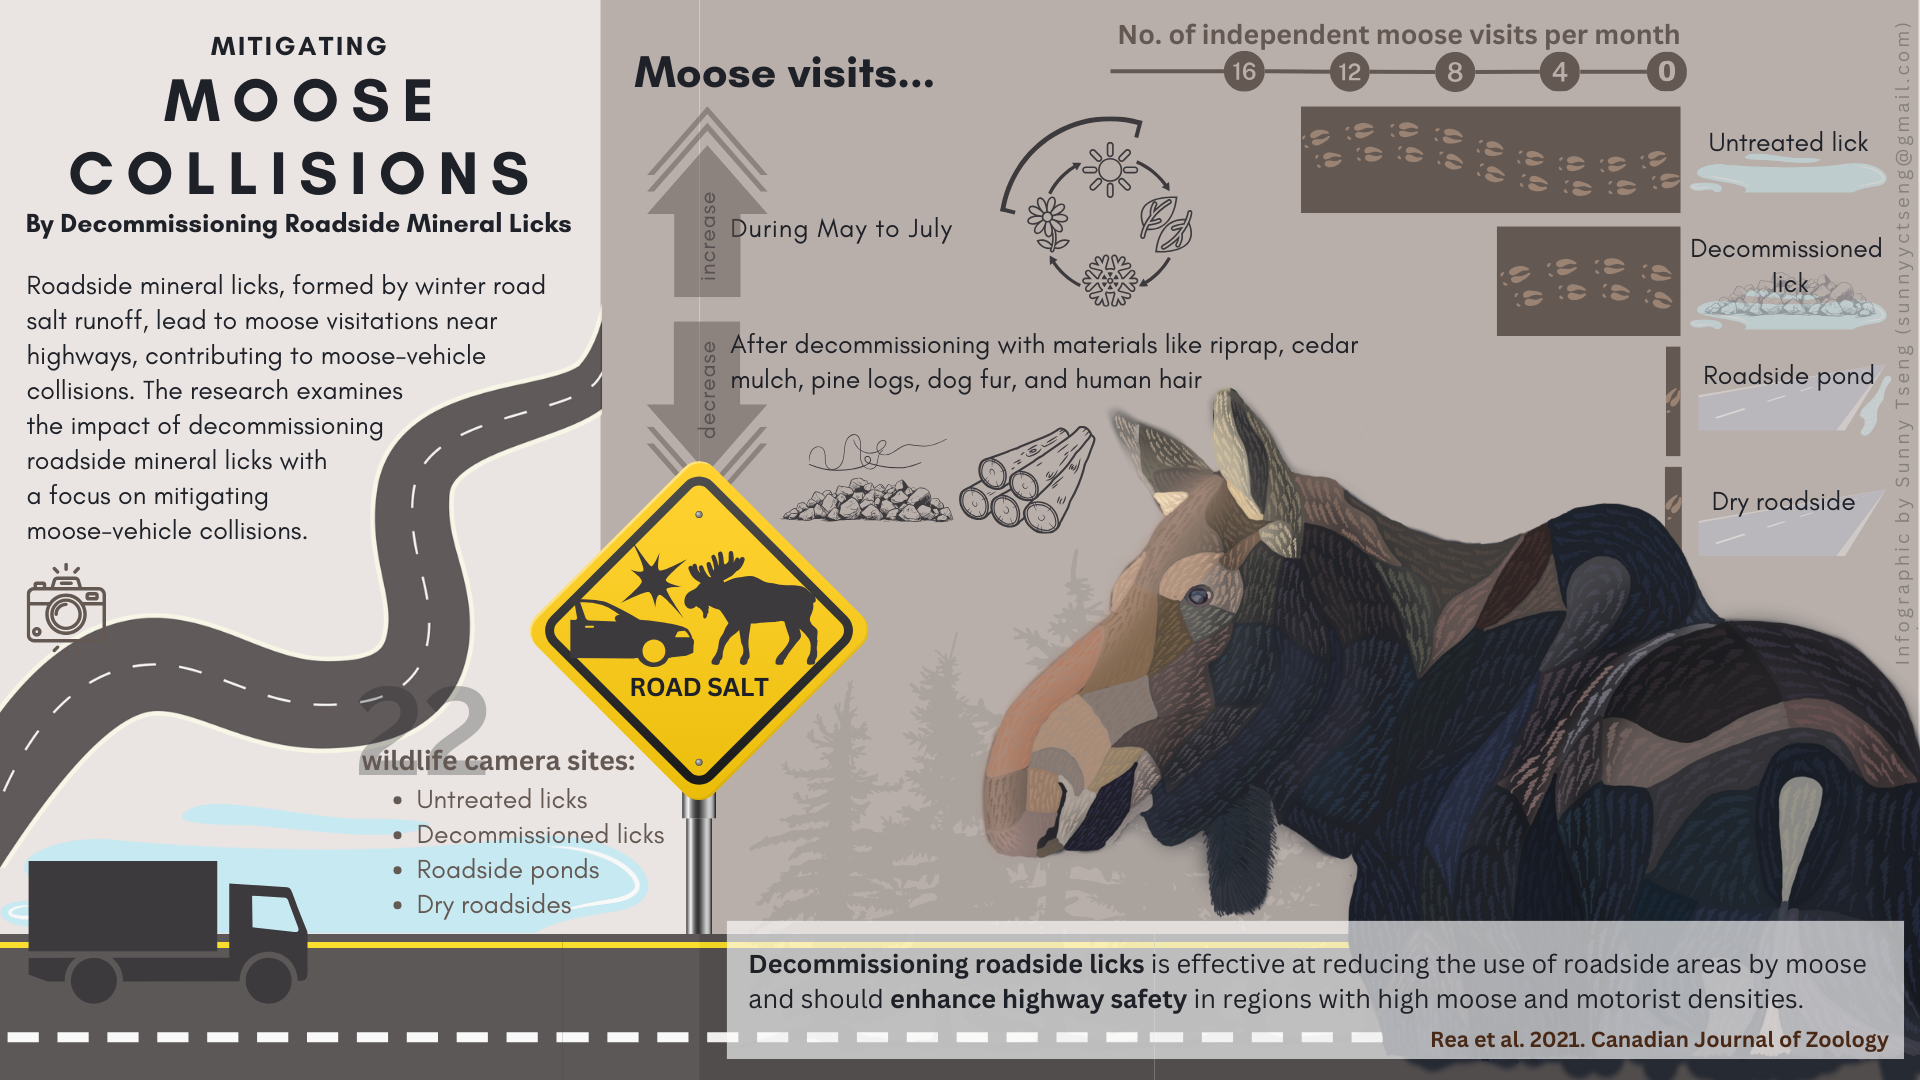 MITIGATING
MOOSE
COLLISIONS
By Decommissioning Roadside Mineral Licks
Roadside mineral licks, formed by winter road
salt runoff, lead to moose visitations near
highways, contributing to moose-vehicle
collisions. The research examines
the impact of decommissioning
roadside mineral licks with
a focus on mitigating
moose-vehicle collisions.
22
wildlife camera sites:
• Untreated licks
• Decommissioned licks
• Roadside ponds
• Dry roadsides
ROAD SALT
Moose visits...
increase
During May to July
decrease
After decommissioning with materials like riprap, cedar
mulch, pine logs, dog fur, and human hair
No. of independent moose visits per month
16 12 8 4 0
Untreated lick
Decommissioned
lick
Roadside pond
Dry roadside
Infographic by Sunny Tseng (sunnyyctseng@gmail.com)
Decommissioning roadside licks is effective at reducing the use of roadside areas by moose
and should enhance highway safety in regions with high moose and motorist densities.
Rea et al. 2021. Canadian Journal of Zoology